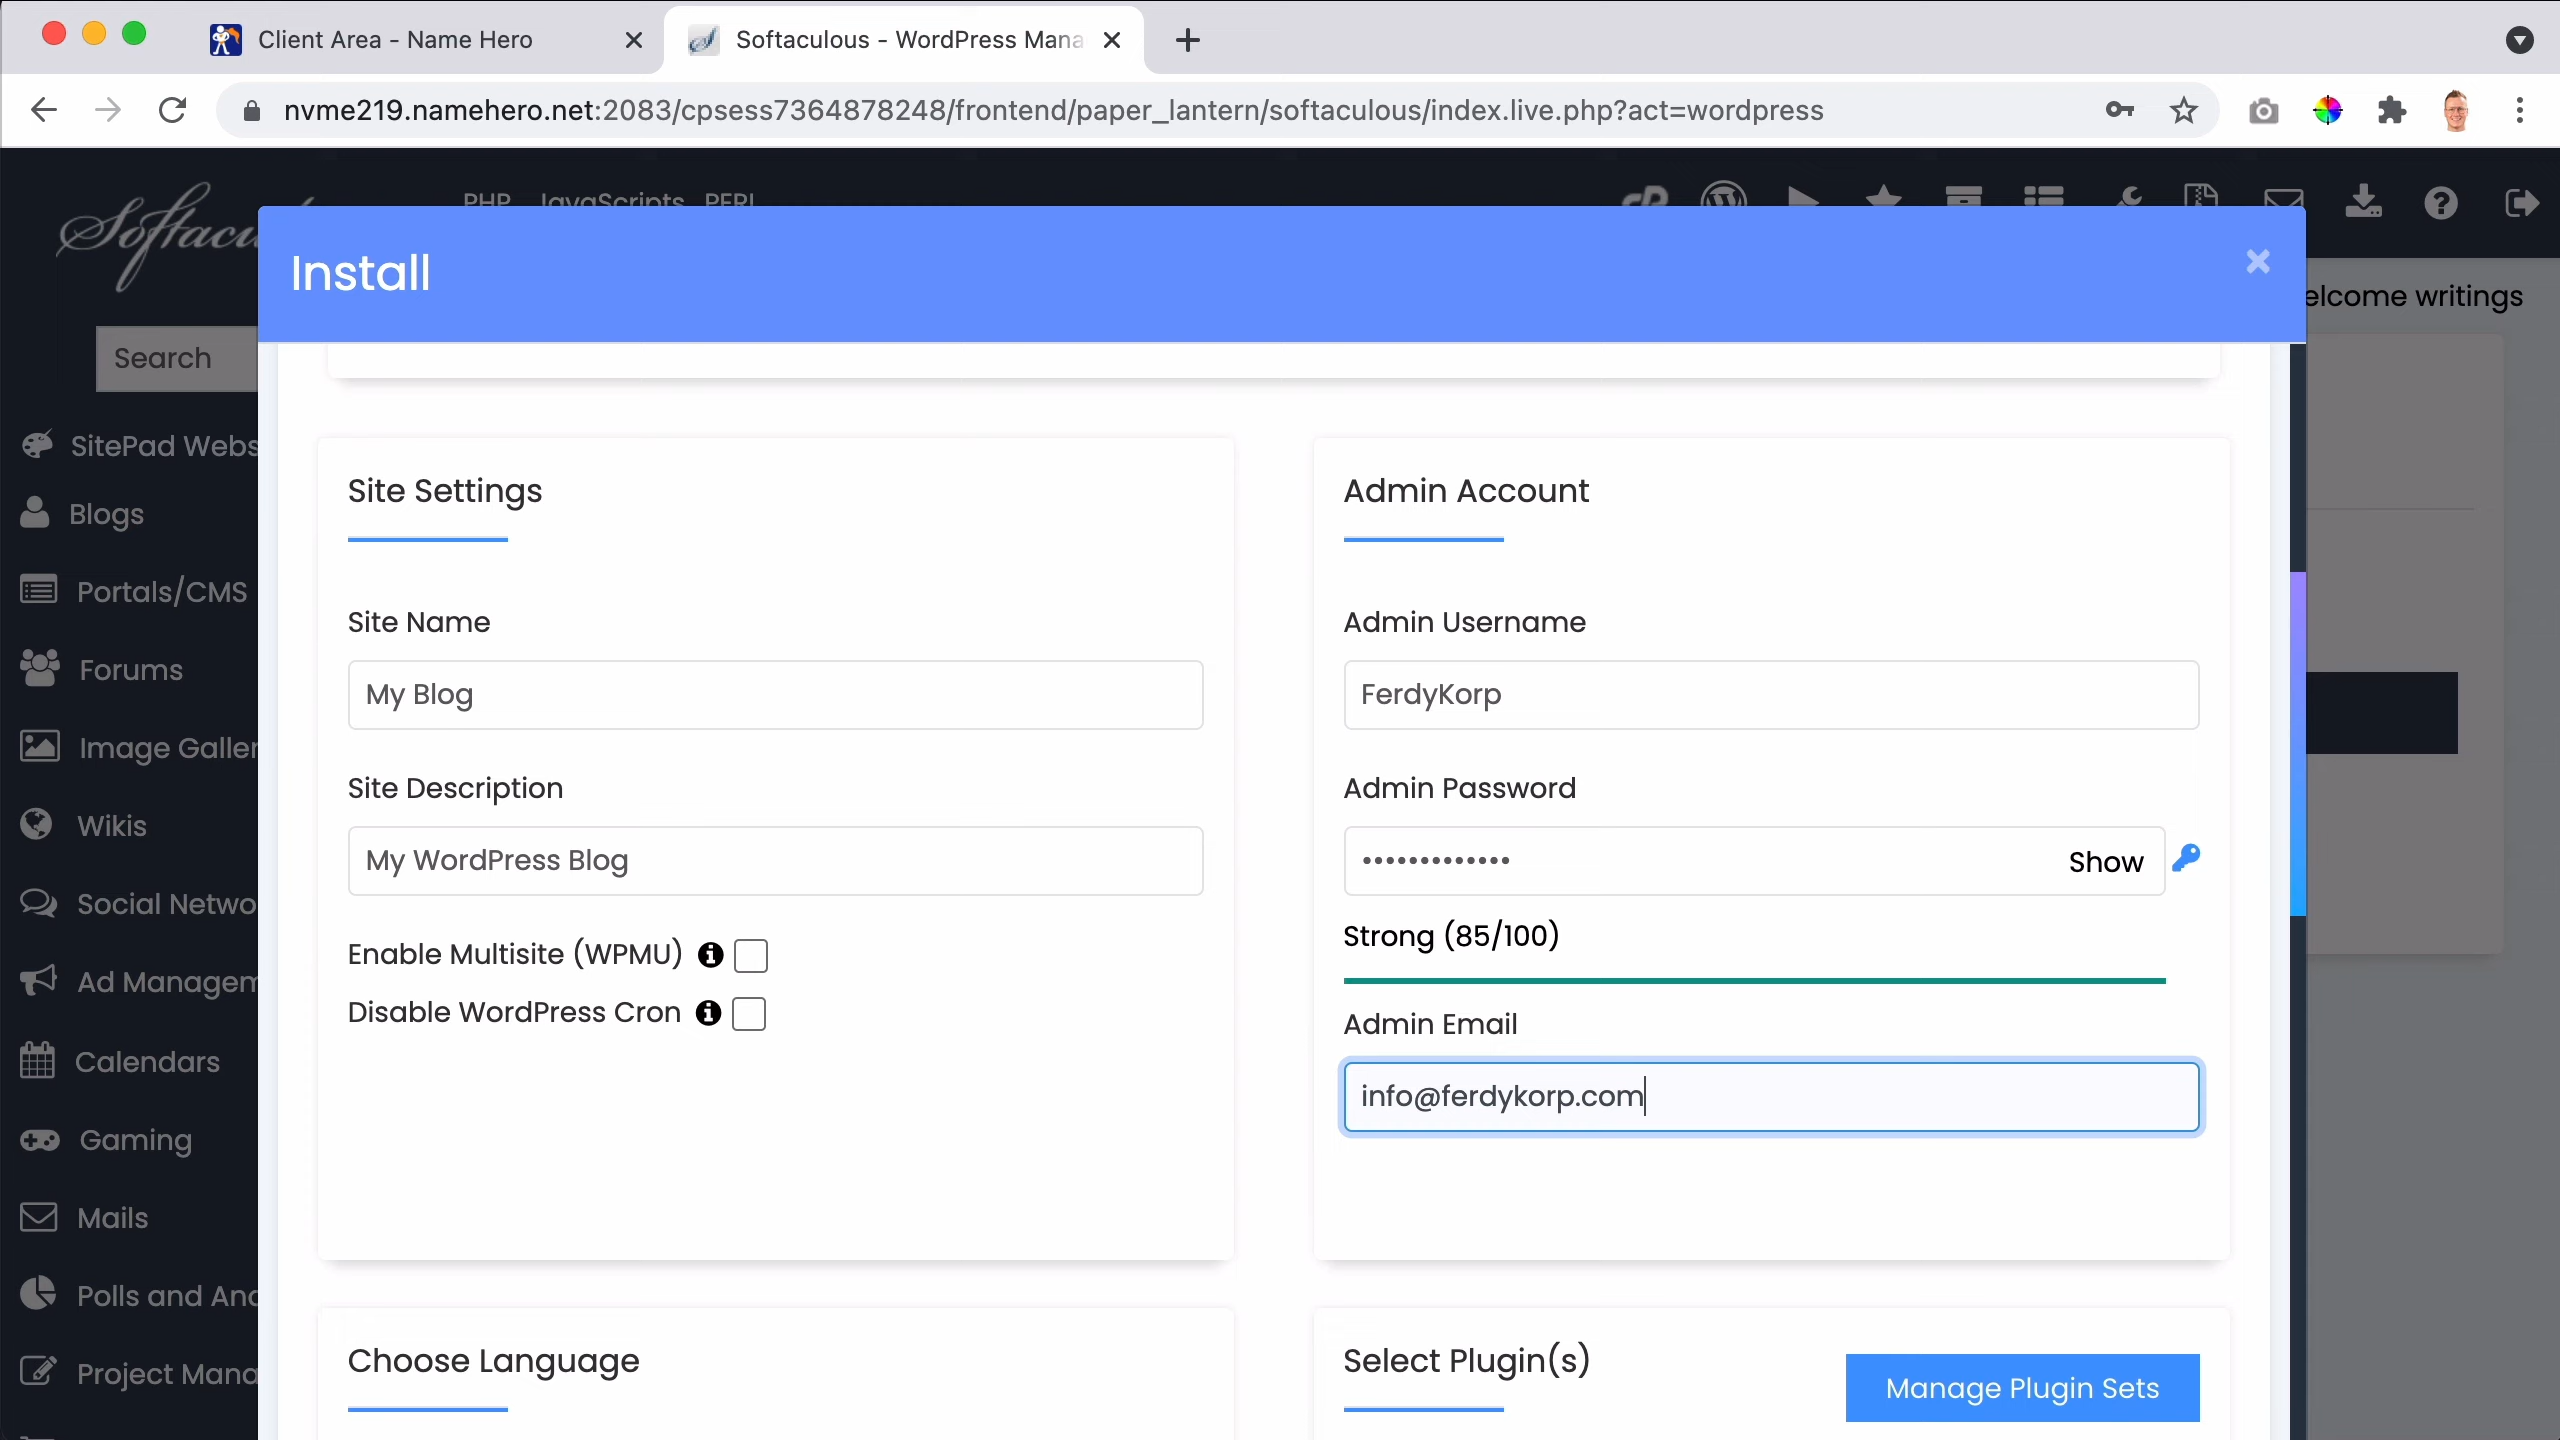 Client Area - Name Hero
Softaculous - WordPress Mana
nvme219.namehero.net:2083/cpsess7364878248/frontend/paper_lantern/softaculous/index.live.php?act=wordpress
Softacu
PHP JavaScripts PERL
Install
elcome writings
Search
SitePad Webs
Blogs
Portals/CMS
Forums
Image Galler
Wikis
Social Netwo
Ad Managem
Calendars
Gaming
Mails
Polls and Ana
Project Mana
Site Settings
Site Name
My Blog
Site Description
My WordPress Blog
Enable Multisite (WPMU)
Disable WordPress Cron
Admin Account
Admin Username
FerdyKorp
Admin Password
•••••••••••••
Show
Strong (85/100)
Admin Email
info@ferdykorp.com
Choose Language
Select Plugin(s)
Manage Plugin Sets